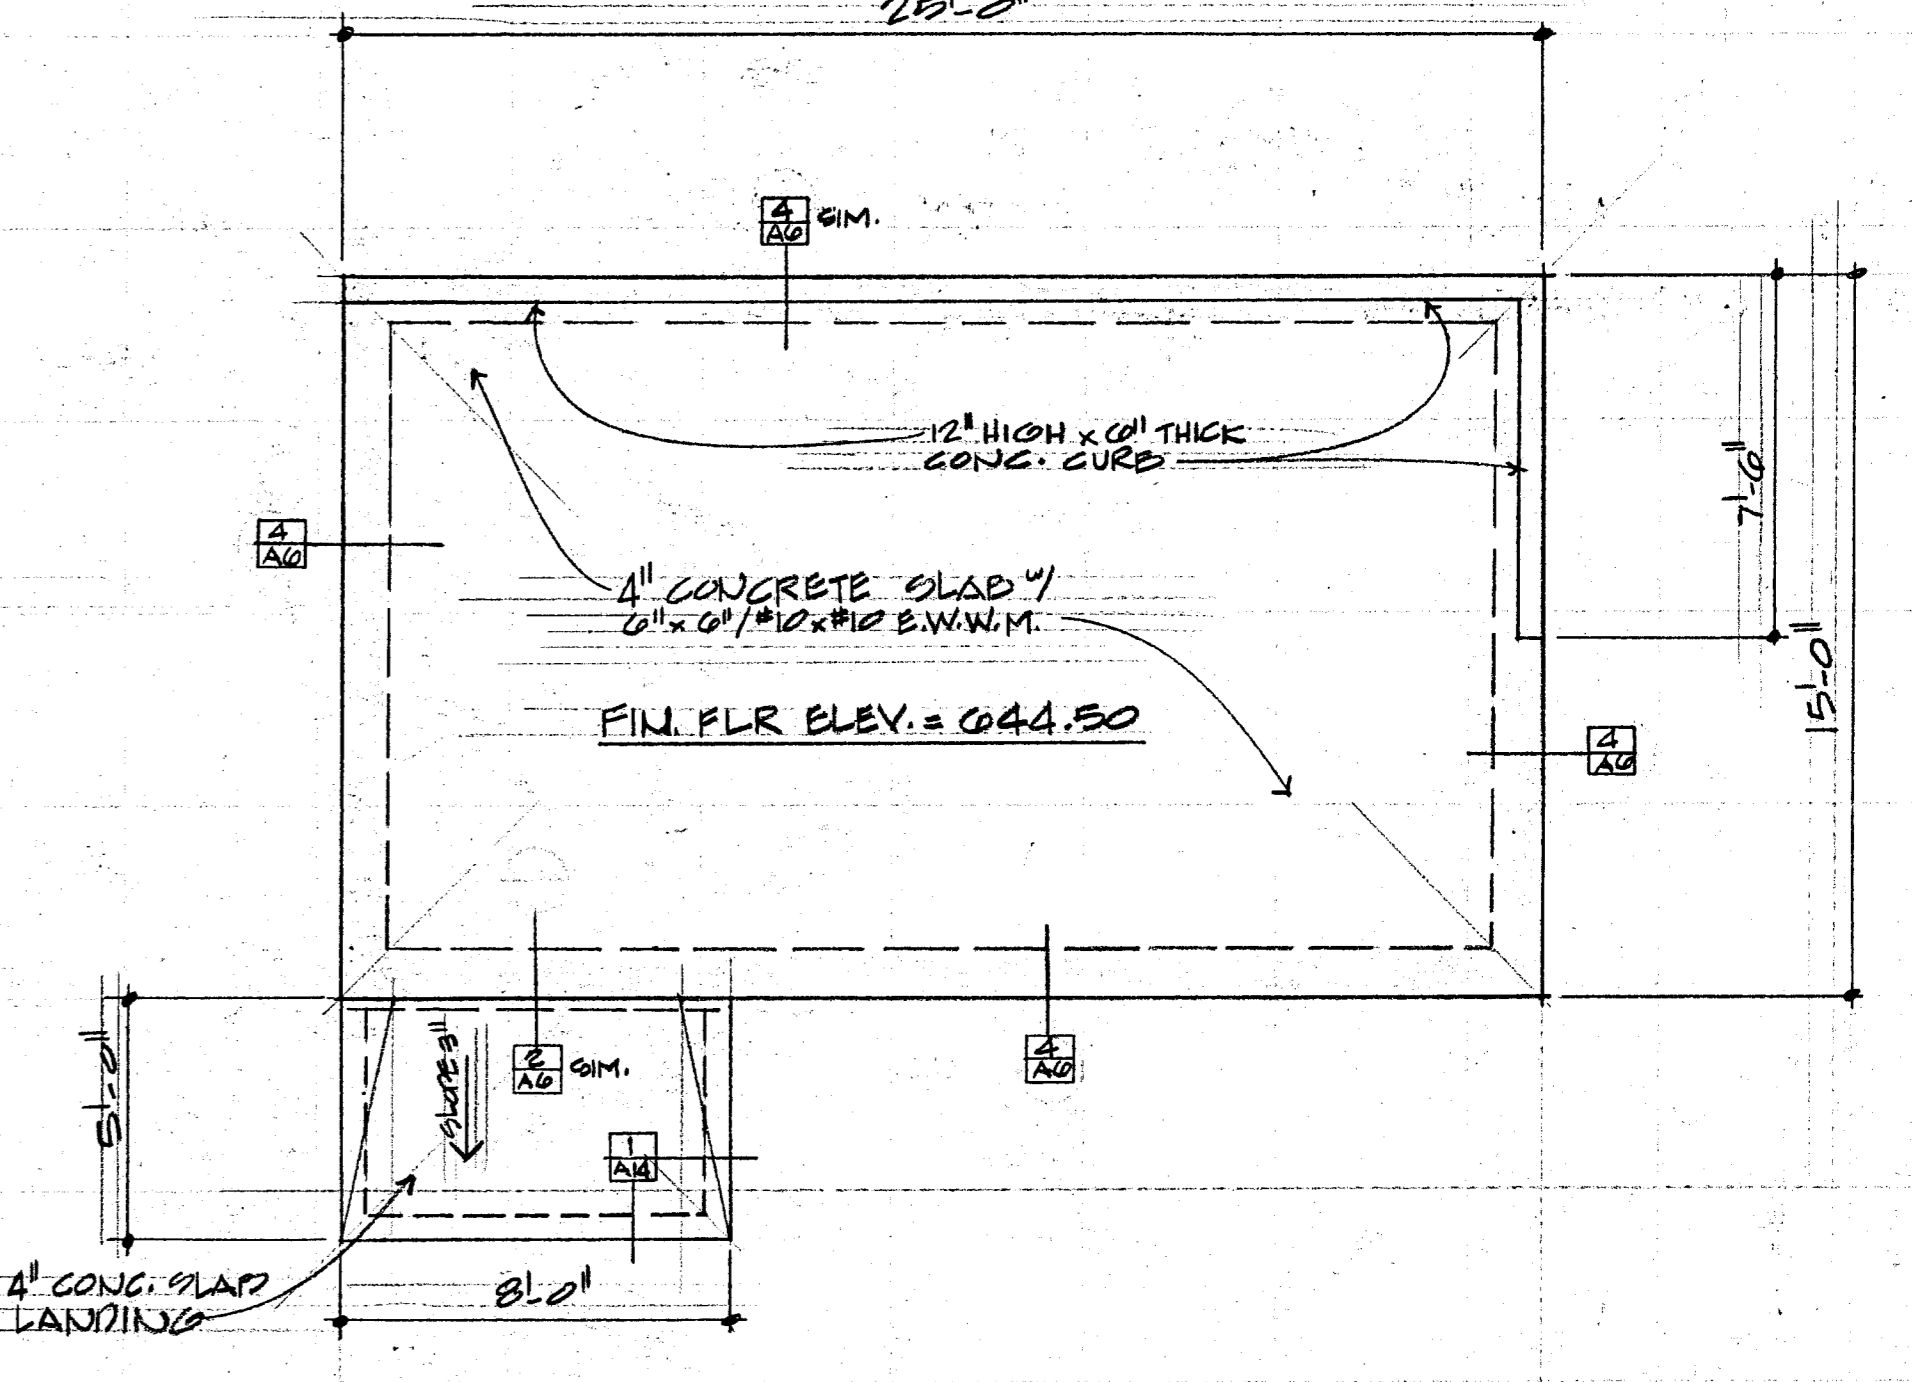 25'-0"
4
A6
SIM.
12" HIGH x 6" THICK
CONC. CURB
7'-6"
4
A6
4" CONCRETE SLAB w/
6" x 6" / #10 x #10 E.W.W.M.
15'-0"
FIN. FLR ELEV. = 644.50
4
A6
5'-0"
SLOPE 3"
2
A6
SIM.
4
A6
1
A14
4" CONC. SLAB
LANDING
8'-0"